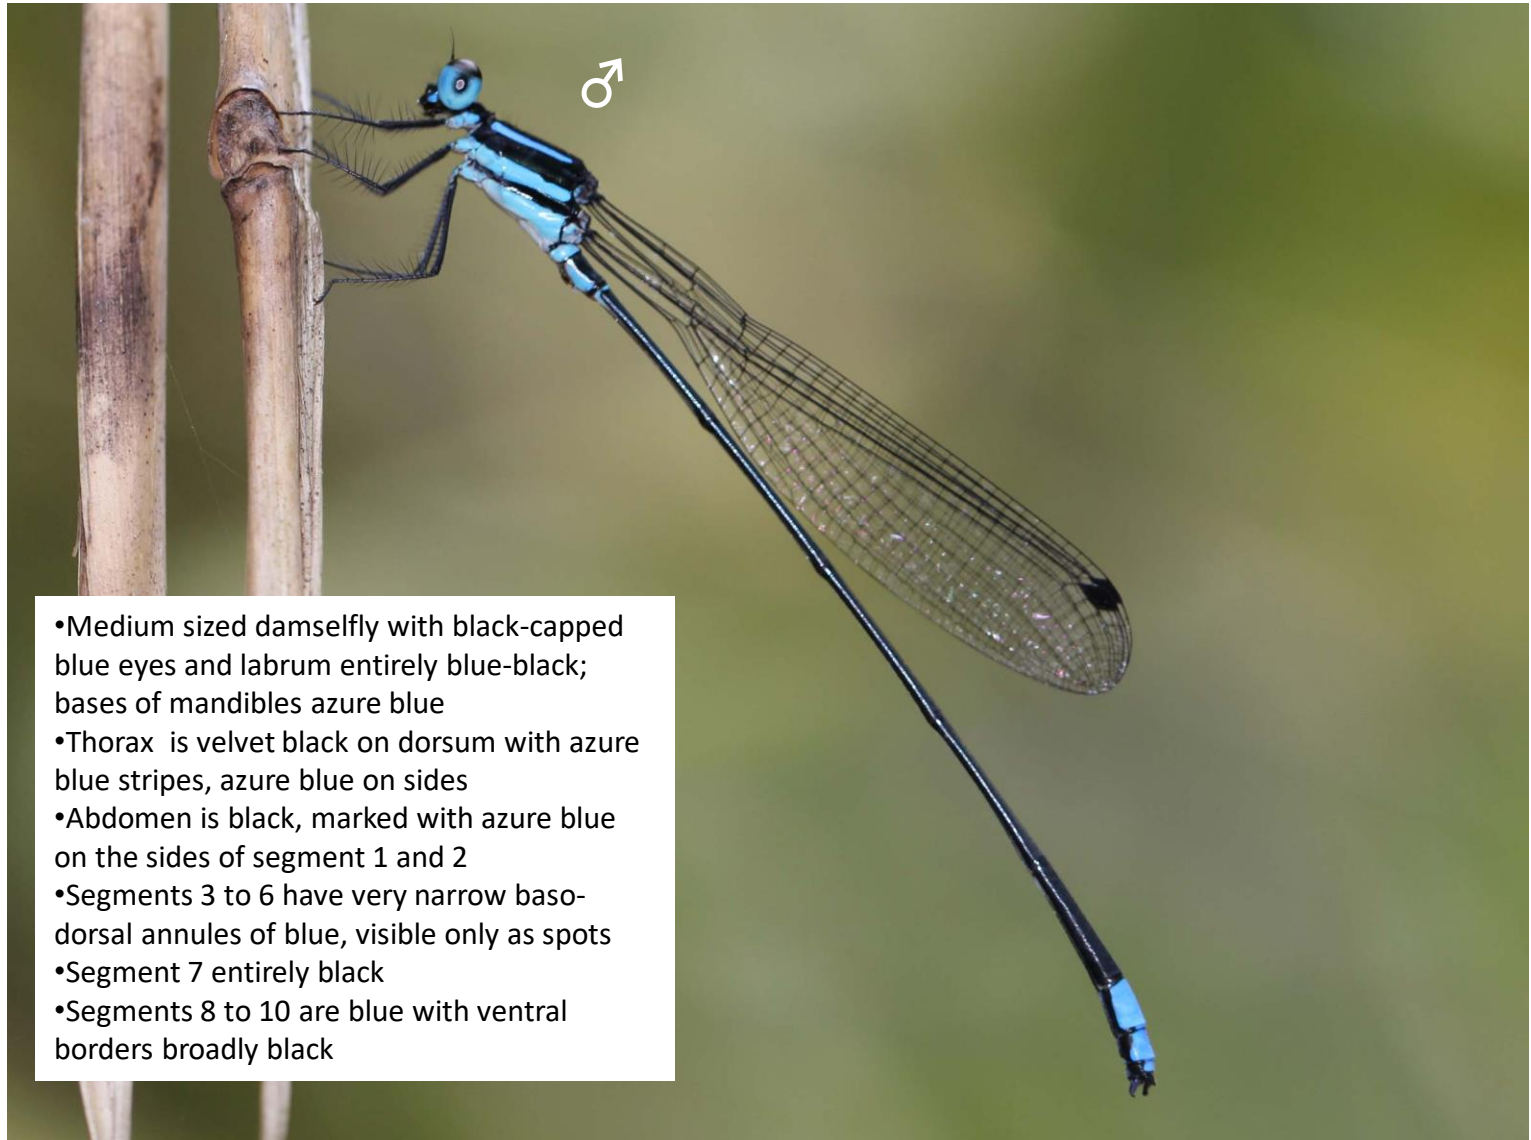 ♂
•Medium sized damselfly with black-capped
blue eyes and labrum entirely blue-black;
bases of mandibles azure blue
•Thorax  is velvet black on dorsum with azure
blue stripes, azure blue on sides
•Abdomen is black, marked with azure blue
on the sides of segment 1 and 2
•Segments 3 to 6 have very narrow baso-
dorsal annules of blue, visible only as spots
•Segment 7 entirely black
•Segments 8 to 10 are blue with ventral
borders broadly black